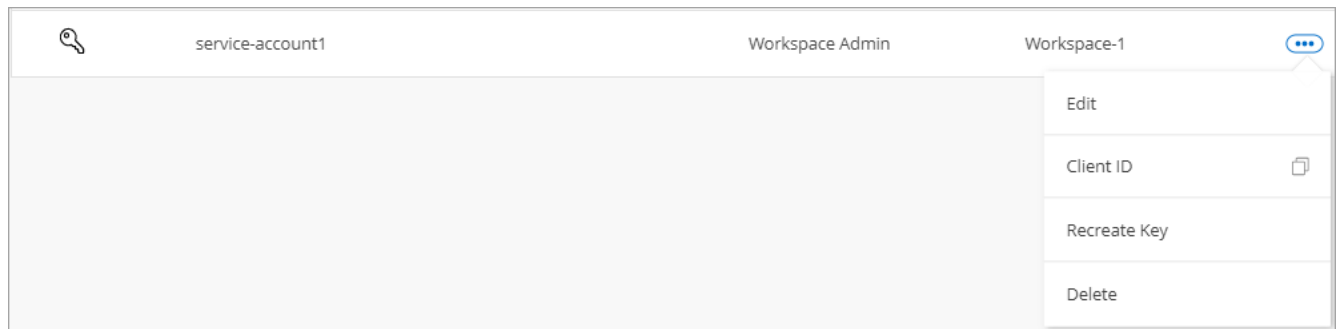 service-account1 Workspace Admin Workspace-1
Edit
Client ID
Recreate Key
Delete